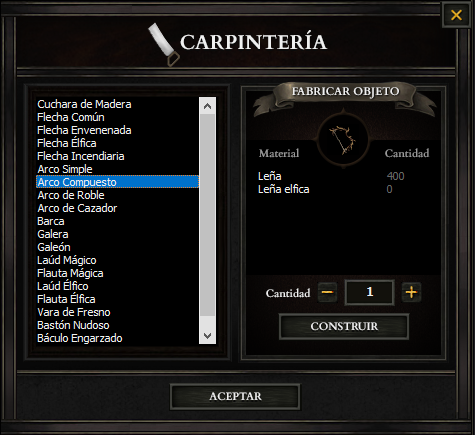 CARPINTERÍA
Cuchara de Madera
Flecha Común
Flecha Envenenada
Flecha Élfica
Flecha Incendiaria
Arco Simple
Arco Compuesto
Arco de Roble
Arco de Cazador
Barca
Galera
Galeón
Laúd Mágico
Flauta Mágica
Laúd Élfico
Flauta Élfica
Vara de Fresno
Bastón Nudoso
Báculo Engarzado
FABRICAR OBJETO
Material Cantidad
Leña 400
Leña elfica 0
Cantidad 1
CONSTRUIR
ACEPTAR